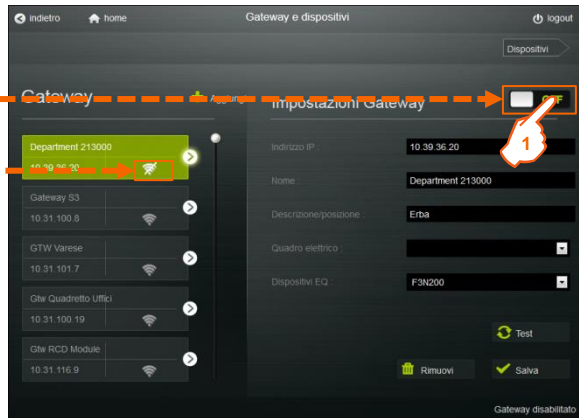 indietro home Gateway e dispositivi logout
Dispositivi
Gateway Aggiungi
Impostazioni Gateway OFF
Department 213000
10.39.36.20
Gateway S3
10.31.100.8
GTW Varese
10.31.101.7
Gtw Quadretto Uffici
10.31.100.19
Gtw RCD Module
10.31.116.9
Indirizzo IP : 10.39.36.20
Nome : Department 213000
Descrizione/posizione : Erba
Quadro elettrico :
Dispositivi EQ : F3N200
1
Test
Rimuovi Salva
Gateway disabilitato